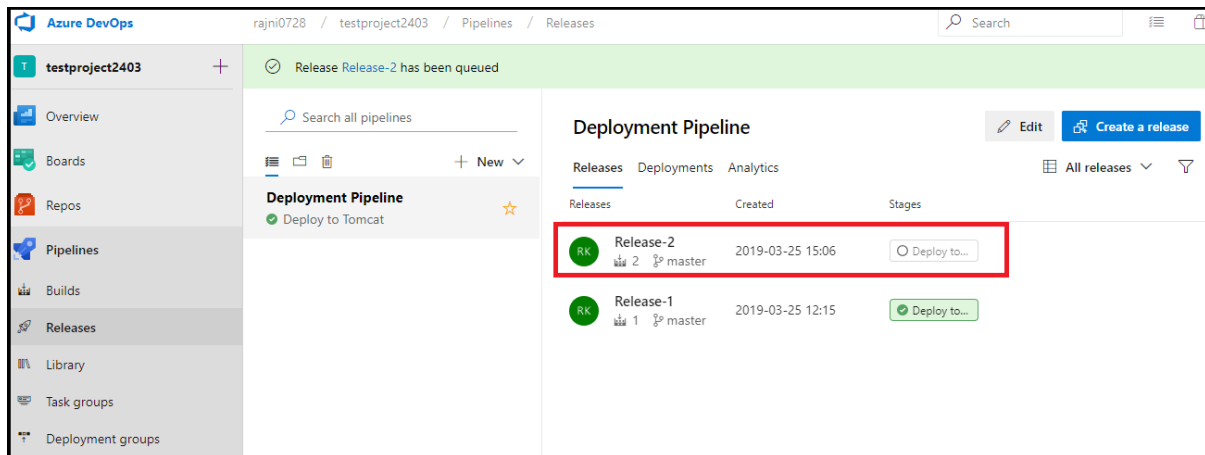 Azure DevOps
rajni0728 / testproject2403 / Pipelines / Releases
Search
T testproject2403
Release Release-2 has been queued
Overview
Boards
Repos
Pipelines
Builds
Releases
Library
Task groups
Deployment groups
Search all pipelines
New
Deployment Pipeline
Deploy to Tomcat
Deployment Pipeline
Edit
Create a release
Releases Deployments Analytics
All releases
Releases Created Stages
RK Release-2 2019-03-25 15:06 Deploy to...
2 master
RK Release-1 2019-03-25 12:15 Deploy to...
1 master